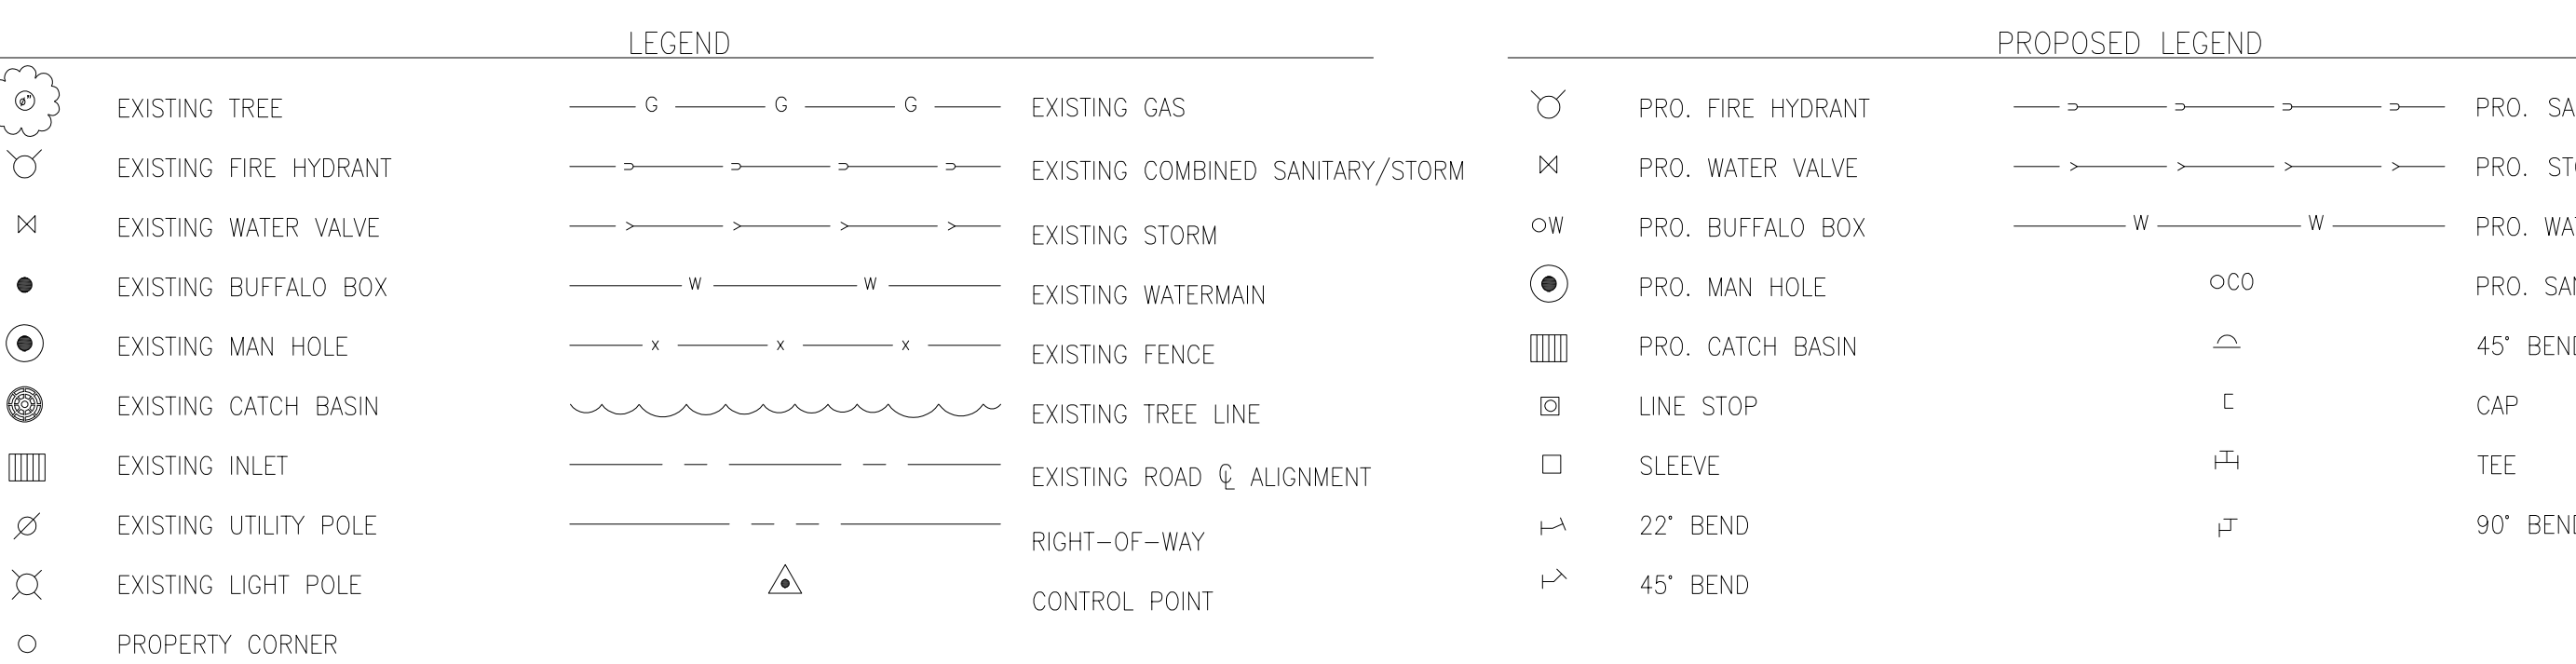 LEGEND
ø"
EXISTING TREE
EXISTING FIRE HYDRANT
EXISTING WATER VALVE
EXISTING BUFFALO BOX
EXISTING MAN HOLE
EXISTING CATCH BASIN
EXISTING INLET
EXISTING UTILITY POLE
EXISTING LIGHT POLE
PROPERTY CORNER
G G G EXISTING GAS
EXISTING COMBINED SANITARY/STORM
EXISTING STORM
W W EXISTING WATERMAIN
x x x EXISTING FENCE
EXISTING TREE LINE
EXISTING ROAD ℄ ALIGNMENT
RIGHT-OF-WAY
CONTROL POINT
PROPOSED LEGEND
PRO. FIRE HYDRANT
PRO. WATER VALVE
W PRO. BUFFALO BOX
PRO. MAN HOLE
PRO. CATCH BASIN
LINE STOP
SLEEVE
22° BEND
45° BEND
PRO.
PRO.
W W PRO.
CO PRO.
45°
CAP
TEE
90°